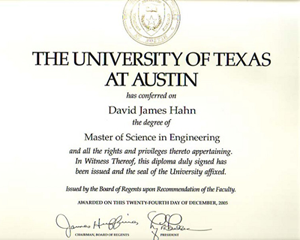 THE UNIVERSITY OF TEXAS
AT AUSTIN
has conferred on
David James Hahn
the degree of
Master of Science in Engineering
and all the rights and privileges thereto appertaining.
In Witness Thereof, this diploma duly signed has
been issued and the seal of the University affixed.
Issued by the Board of Regents upon Recommendation of the Faculty.
AWARDED ON THIS TWENTY-FOURTH DAY OF DECEMBER, 2005
CHAIRMAN, BOARD OF REGENTS PRESIDENT